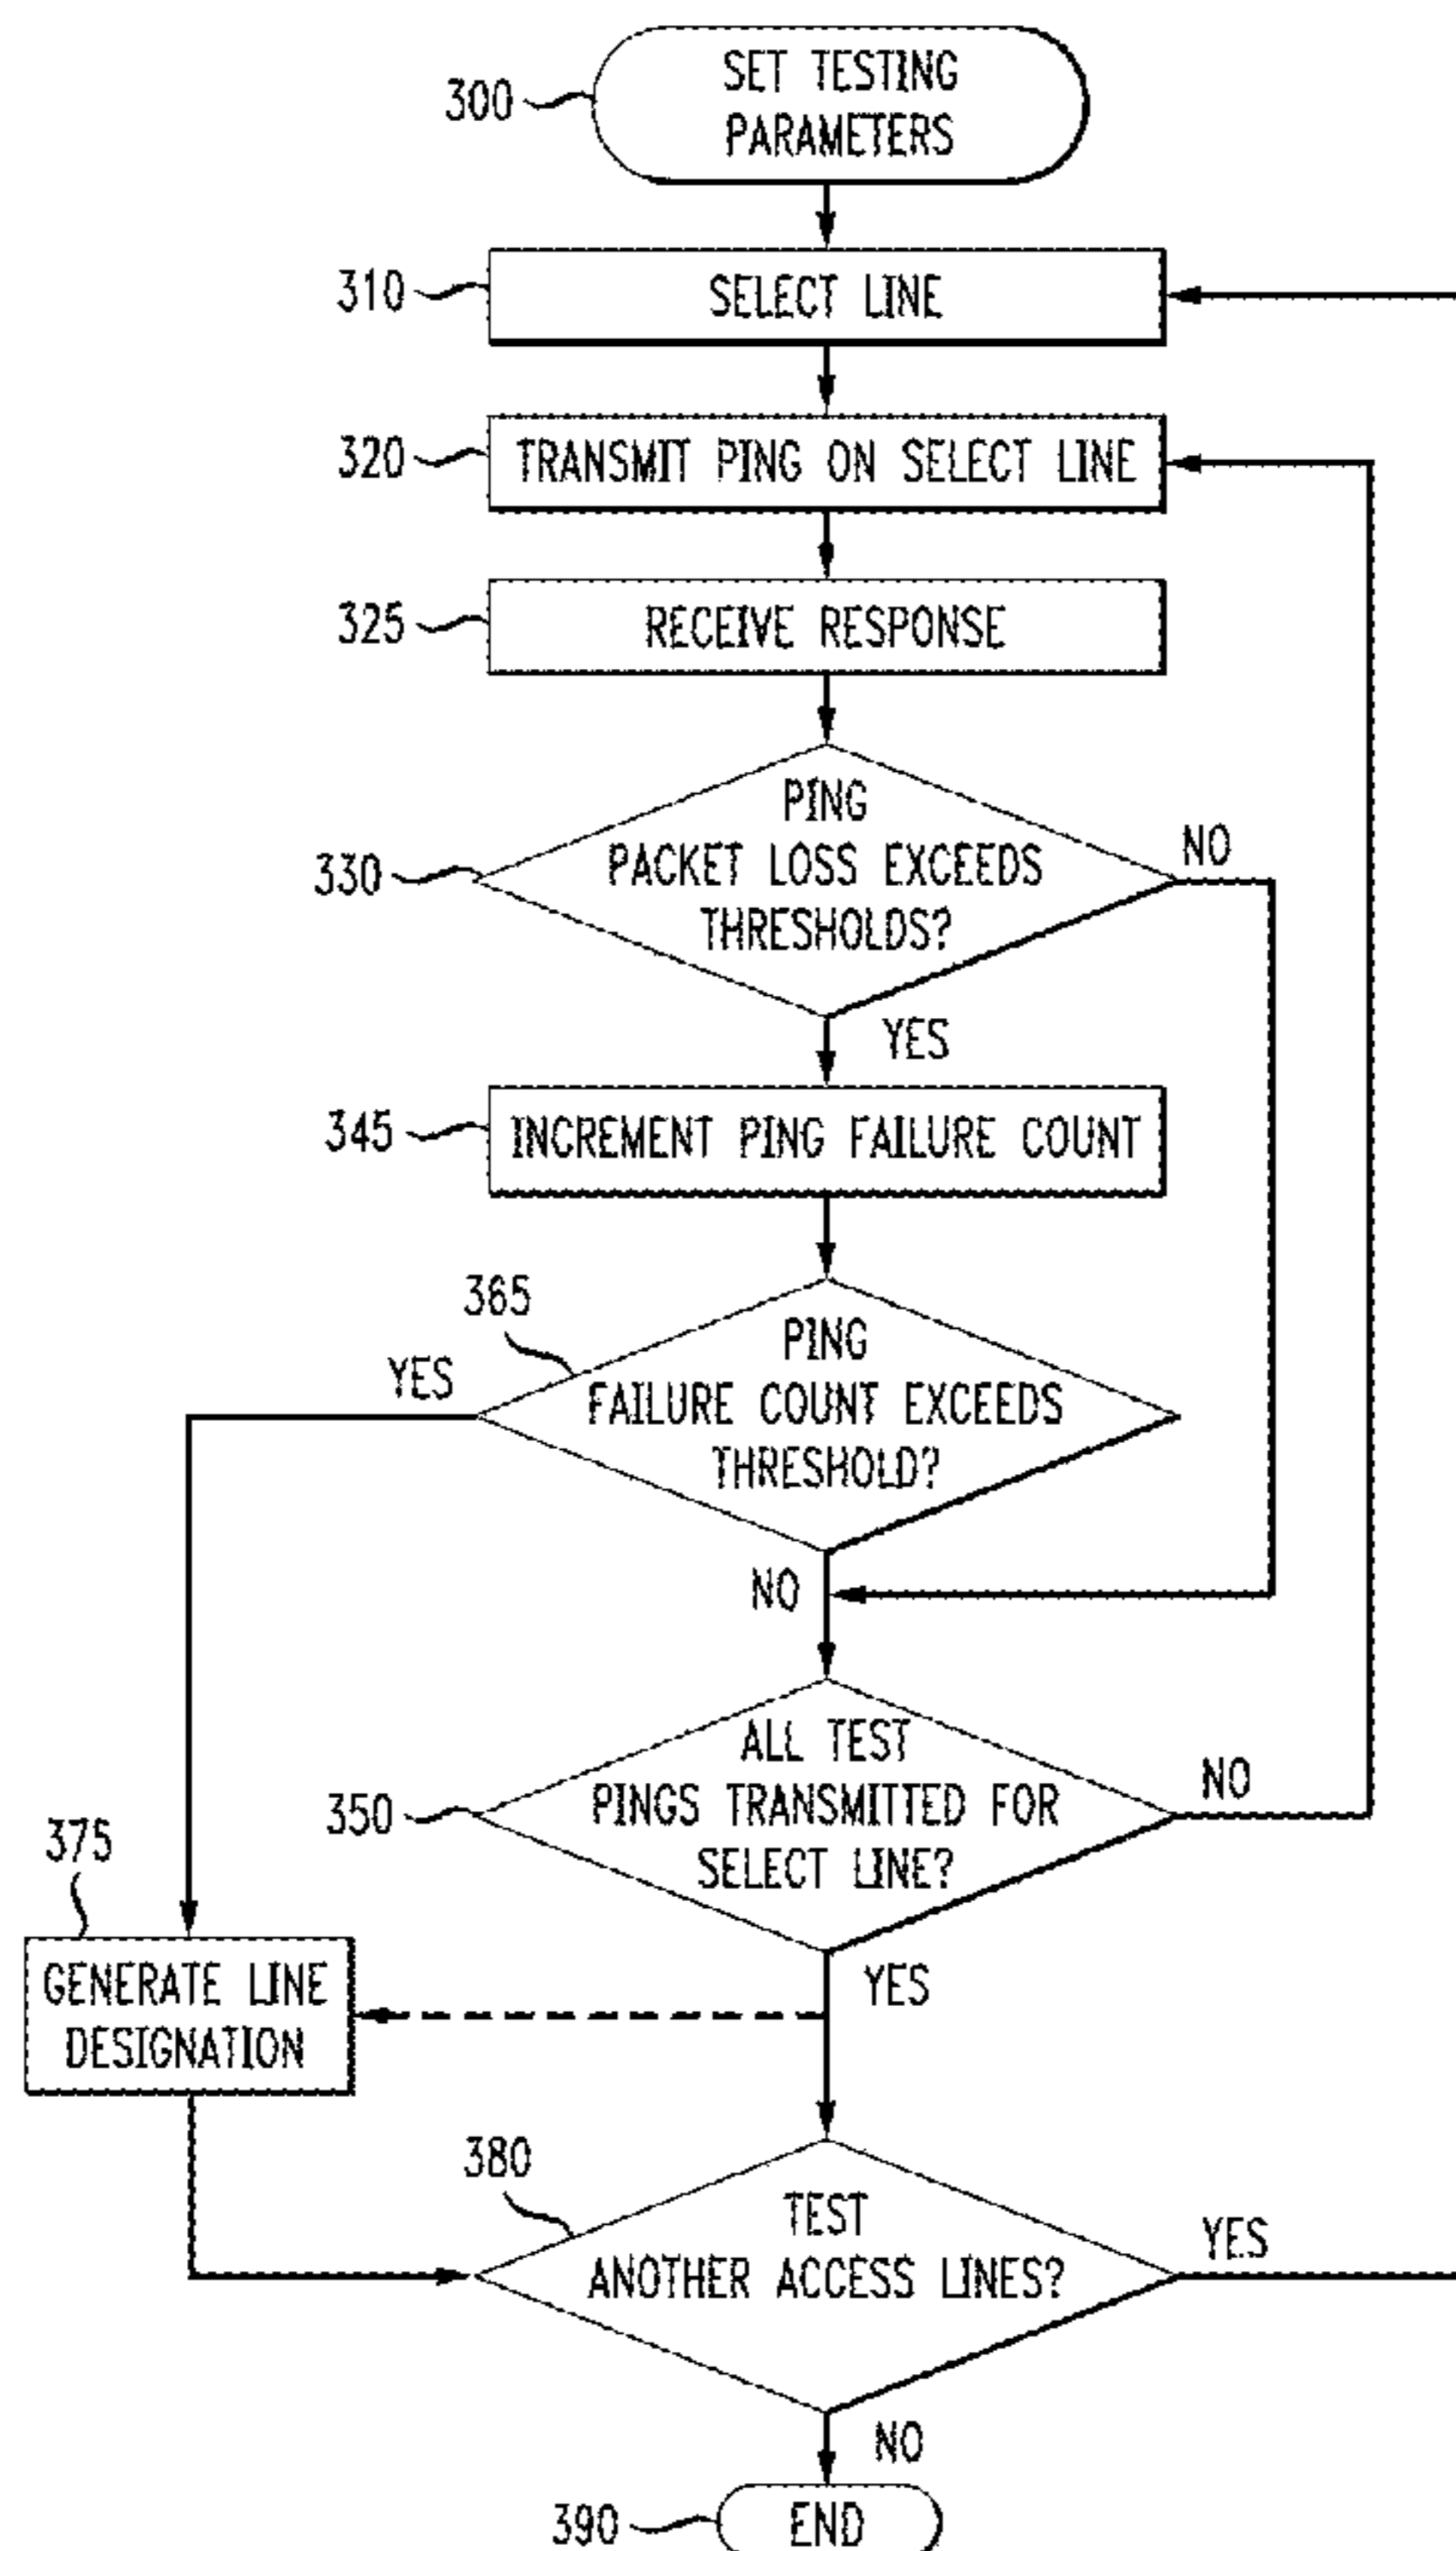 300
SET TESTING
PARAMETERS
310
SELECT LINE
320
TRANSMIT PING ON SELECT LINE
325
RECEIVE RESPONSE
330
PING
PACKET LOSS EXCEEDS
THRESHOLDS?
NO
YES
345
INCREMENT PING FAILURE COUNT
365
PING
FAILURE COUNT EXCEEDS
THRESHOLD?
YES
NO
350
ALL TEST
PINGS TRANSMITTED FOR
SELECT LINE?
NO
YES
375
GENERATE LINE
DESIGNATION
380
TEST
ANOTHER ACCESS LINES?
YES
NO
390
END